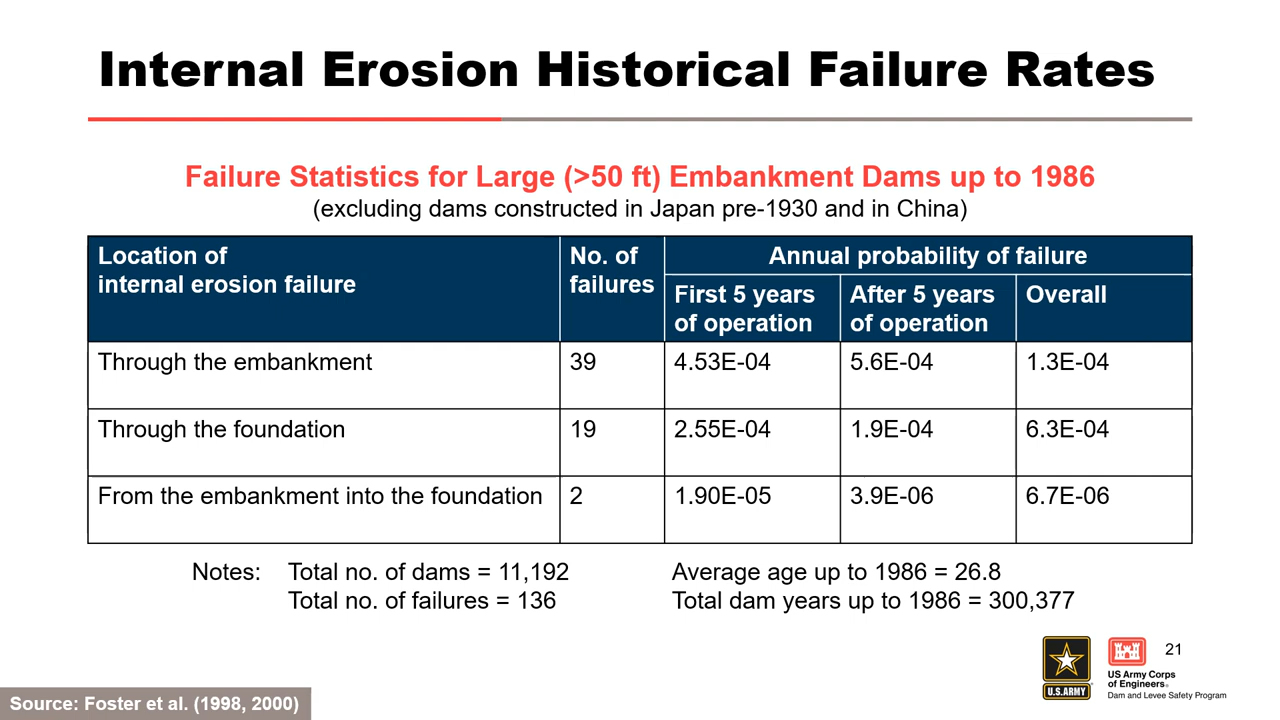 Internal Erosion Historical Failure Rates
Failure Statistics for Large (>50 ft) Embankment Dams up to 1986
(excluding dams constructed in Japan pre-1930 and in China)
Location of
internal erosion failure
No. of
failures
Annual probability of failure
First 5 years
of operation
After 5 years
of operation
Overall
Through the embankment 39 4.53E-04 5.6E-04 1.3E-04
Through the foundation 19 2.55E-04 1.9E-04 6.3E-04
From the embankment into the foundation 2 1.90E-05 3.9E-06 6.7E-06
Notes: Total no. of dams = 11,192 Average age up to 1986 = 26.8
Total no. of failures = 136 Total dam years up to 1986 = 300,377
21
U.S. ARMY
US Army Corps
of Engineers®
Dam and Levee Safety Program
Source: Foster et al. (1998, 2000)